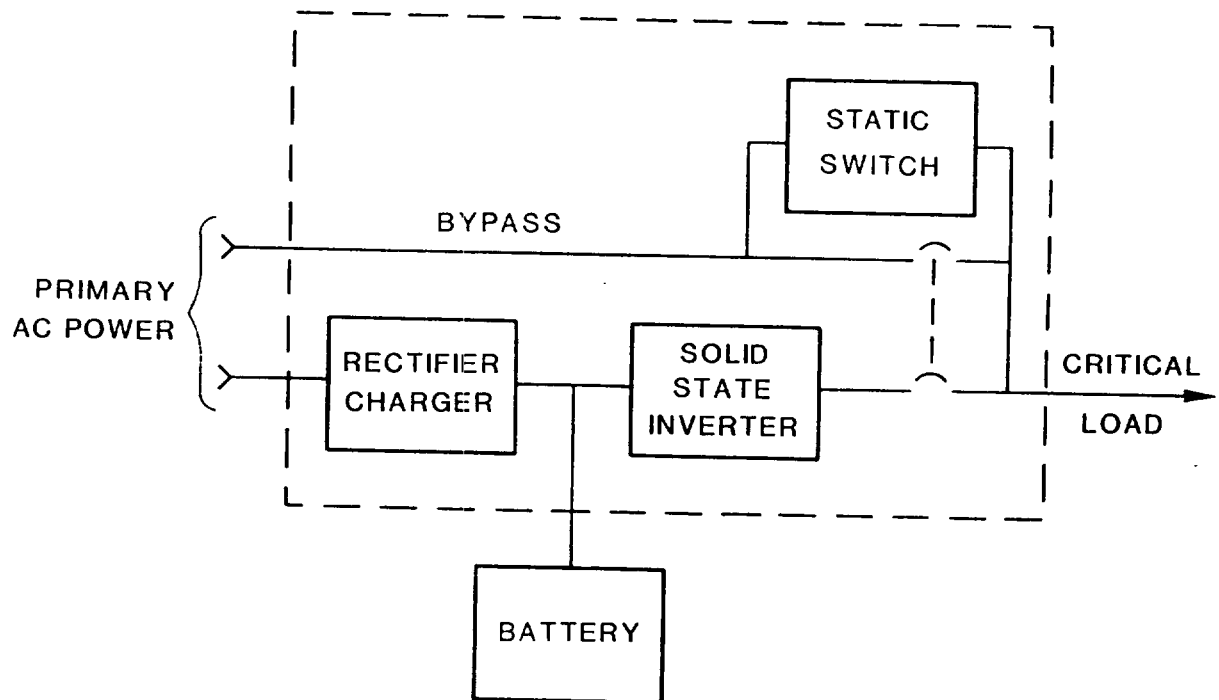 STATIC
SWITCH
BYPASS
PRIMARY
AC POWER
RECTIFIER
CHARGER
SOLID
STATE
INVERTER
CRITICAL
LOAD
BATTERY